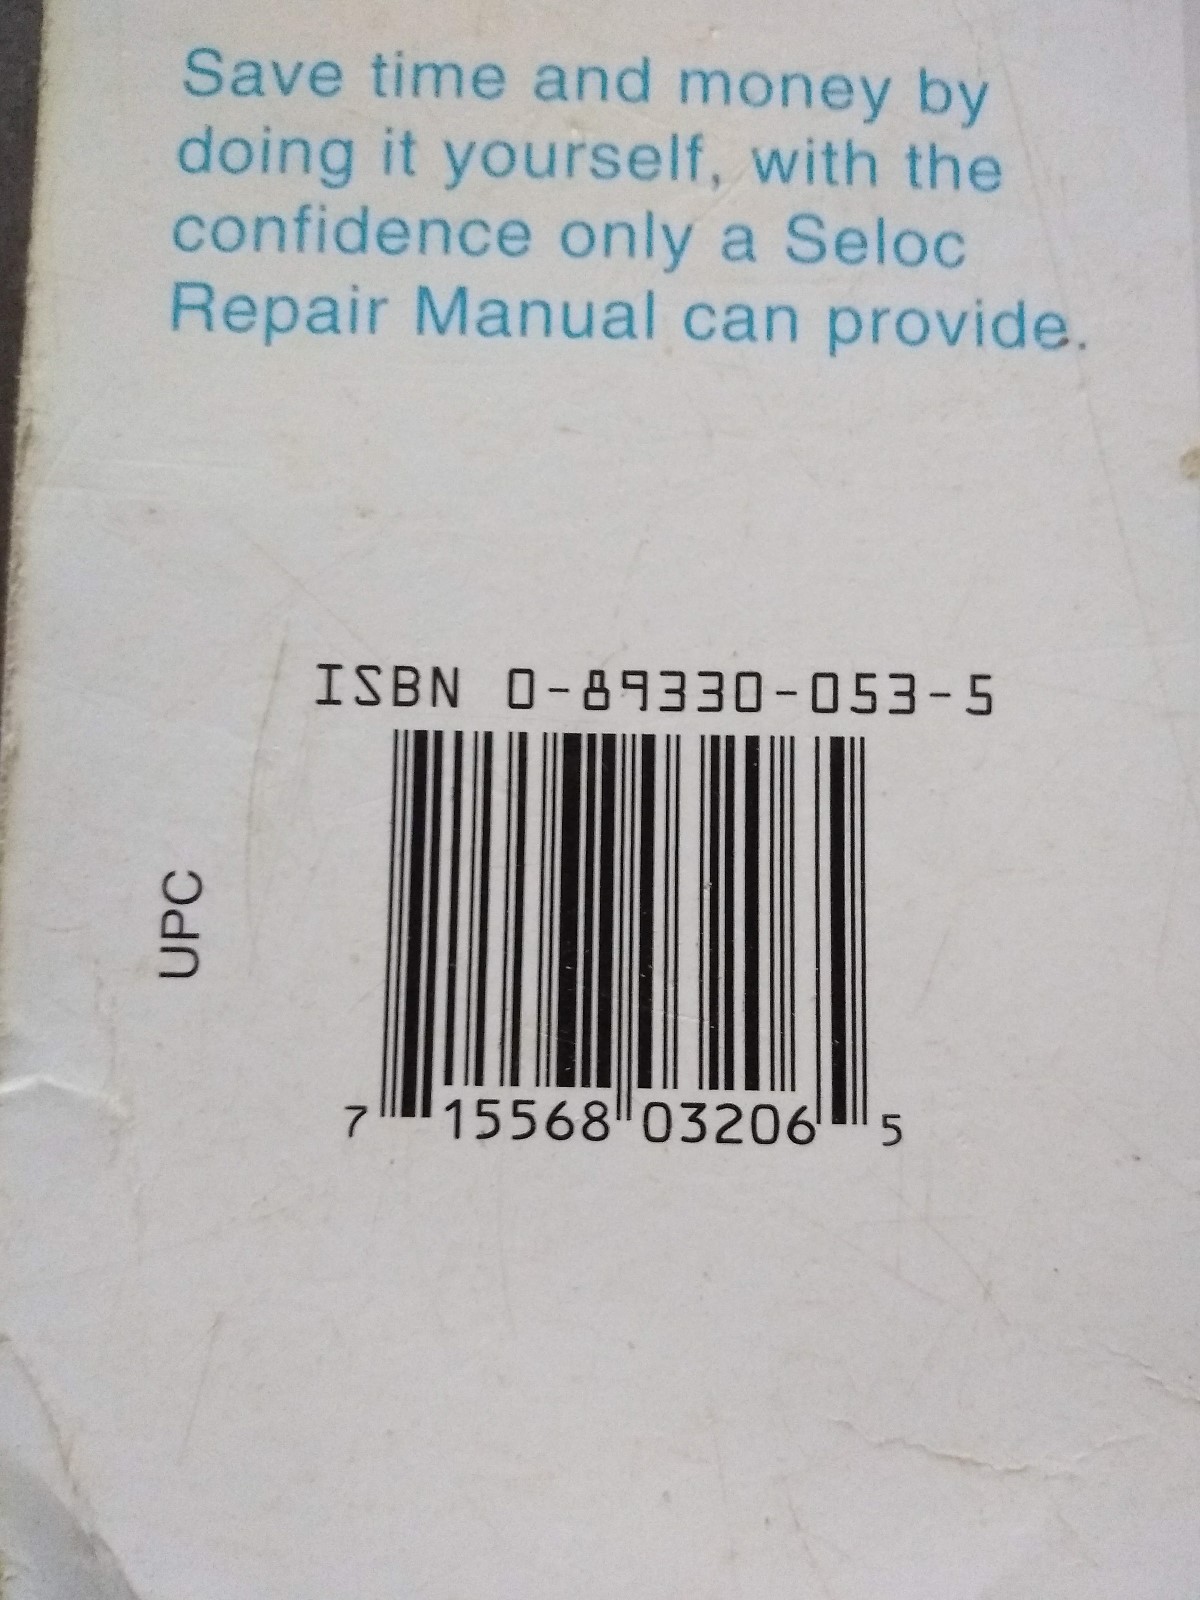 Save time and money by
doing it yourself, with the
confidence only a Seloc
Repair Manual can provide.
ISBN 0-89330-053-5
UPC
7 15568 03206 5